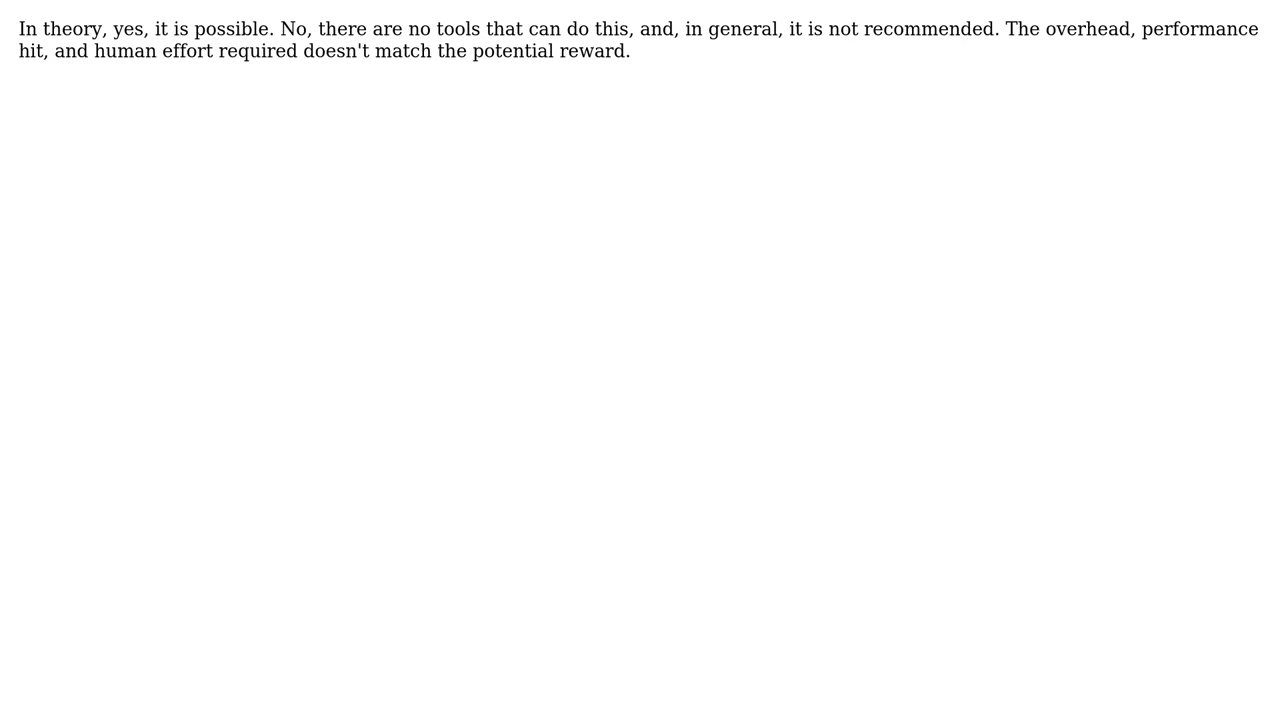 In theory, yes, it is possible. No, there are no tools that can do this, and, in general, it is not recommended. The overhead, performance
hit, and human effort required doesn't match the potential reward.